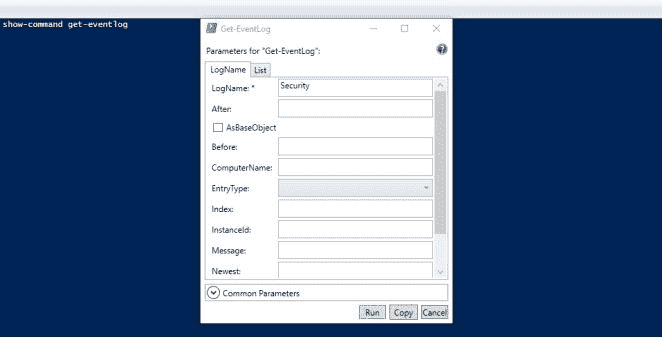 show-command get-eventlog
Get-EventLog
Parameters for "Get-EventLog":
LogName List
LogName: * Security
After:
AsBaseObject
Before:
ComputerName:
EntryType:
Index:
InstanceId:
Message:
Newest:
Common Parameters
Run Copy Cancel